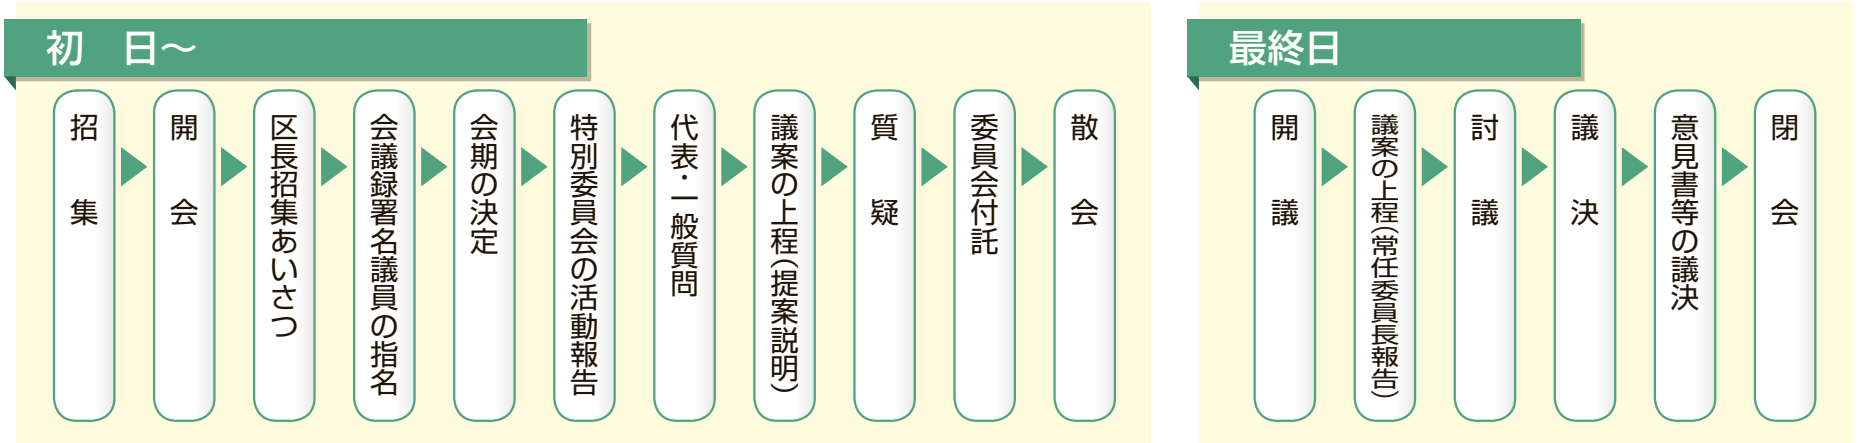 初　日～
招　集
開　会
区長招集あいさつ
会議録署名議員の指名
会期の決定
特別委員会の活動報告
代表・一般質問
議案の上程(提案説明)
質　疑
委員会付託
散　会
最終日
開　議
議案の上程(常任委員長報告)
討　議
議　決
意見書等の議決
閉　会